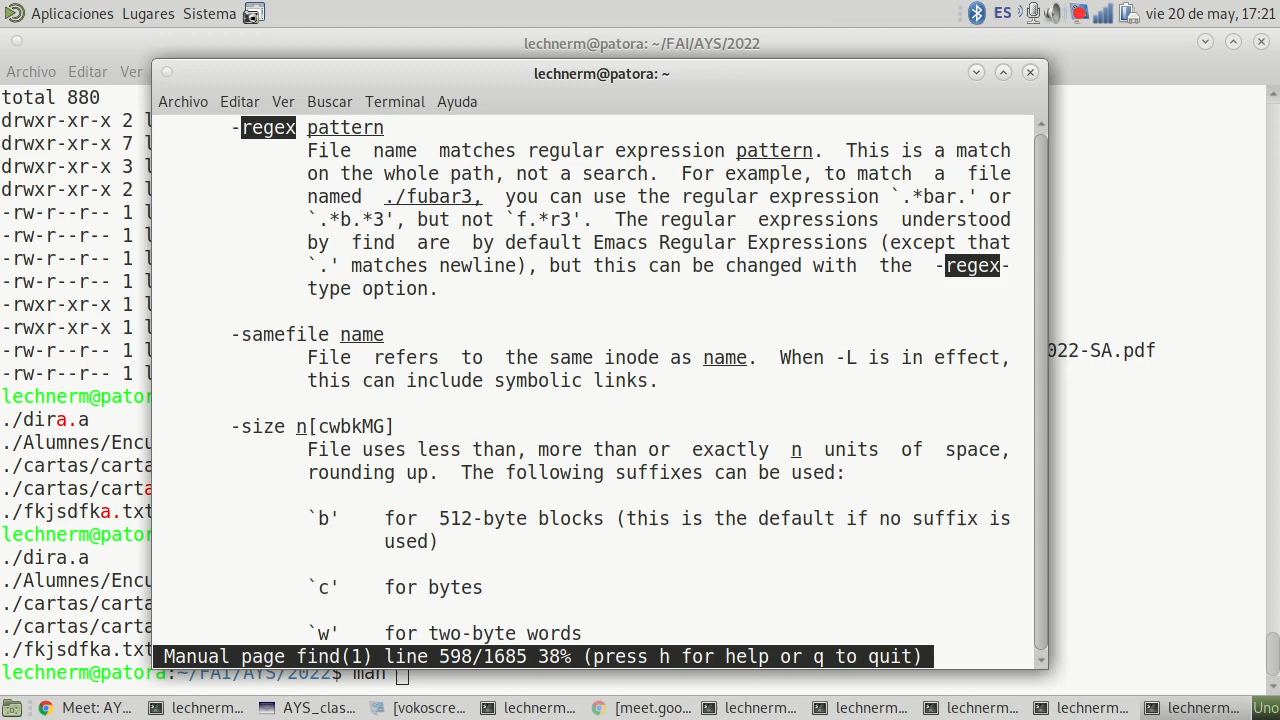 Aplicaciones Lugares Sistema ES vie 20 de may, 17:21
lechnerm@patora: ~/FAI/AYS/2022
Archivo Editar Ver
total 880
drwxr-xr-x 2 l
drwxr-xr-x 7 l
drwxr-xr-x 3 l
drwxr-xr-x 2 l
-rw-r--r-- 1 l
-rw-r--r-- 1 l
-rw-r--r-- 1 l
-rw-r--r-- 1 l
-rwxr-xr-x 1 l
-rwxr-xr-x 1 l
-rw-r--r-- 1 l 022-SA.pdf
-rw-r--r-- 1 l
lechnerm@pator
./dira.a
./Alumnes/Encu
./cartas/carta
./cartas/carta
./fkjsdfka.txt
lechnerm@pator
./dira.a
./Alumnes/Encu
./cartas/carta
./cartas/carta
./fkjsdfka.txt
lechnerm@patora:~/FAI/AYS/2022$ man
lechnerm@patora: ~
Archivo Editar Ver Buscar Terminal Ayuda
-regex pattern
File name matches regular expression pattern. This is a match
on the whole path, not a search. For example, to match a file
named ./fubar3, you can use the regular expression `.*bar.' or
`.*b.*3', but not `f.*r3'. The regular expressions understood
by find are by default Emacs Regular Expressions (except that
`.' matches newline), but this can be changed with the -regex-
type option.
-samefile name
File refers to the same inode as name. When -L is in effect,
this can include symbolic links.
-size n[cwbkMG]
File uses less than, more than or exactly n units of space,
rounding up. The following suffixes can be used:
`b' for 512-byte blocks (this is the default if no suffix is
used)
`c' for bytes
`w' for two-byte words
Manual page find(1) line 598/1685 38% (press h for help or q to quit)
Meet: AY... lechnerm... AYS_clas... [vokoscre... lechnerm... [meet.goo... lechnerm... lechnerm... lechnerm... lechnerm... lechnerm... Uno